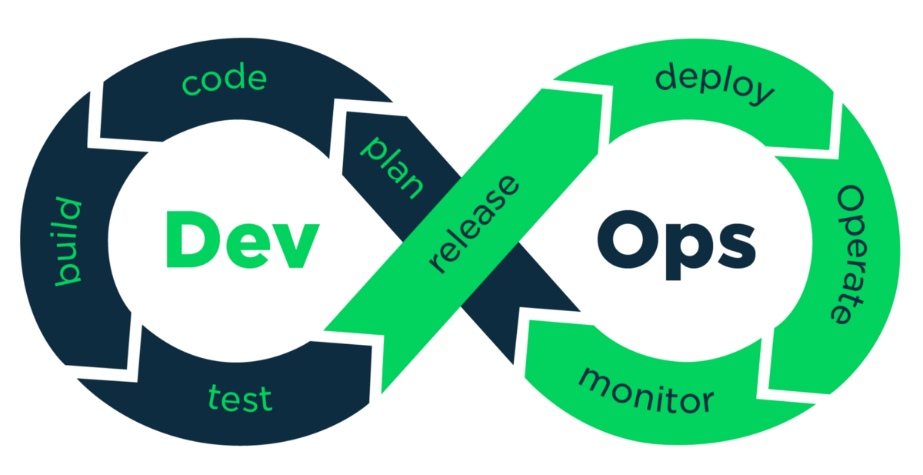 code
deploy
plan
release
build
Dev
Ops
Operate
test
monitor